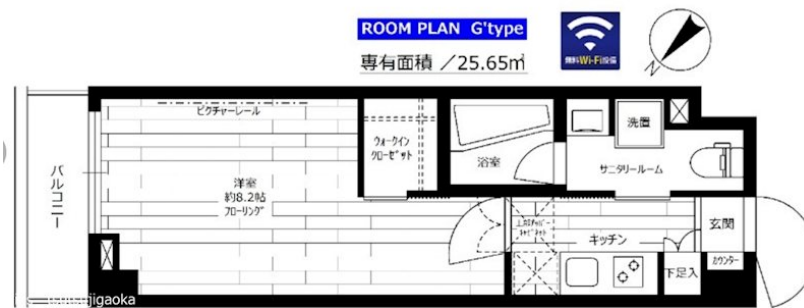 ROOM PLAN G'type
専有面積 ／25.65㎡
無料Wi-Fi設備
N
ピクチャーレール
ウォークイン
クローゼット
浴室
洗置
サニタリールーム
バルコニー
洋室
約8.2帖
フローリング
キッチン
玄関
下足入
カウンター